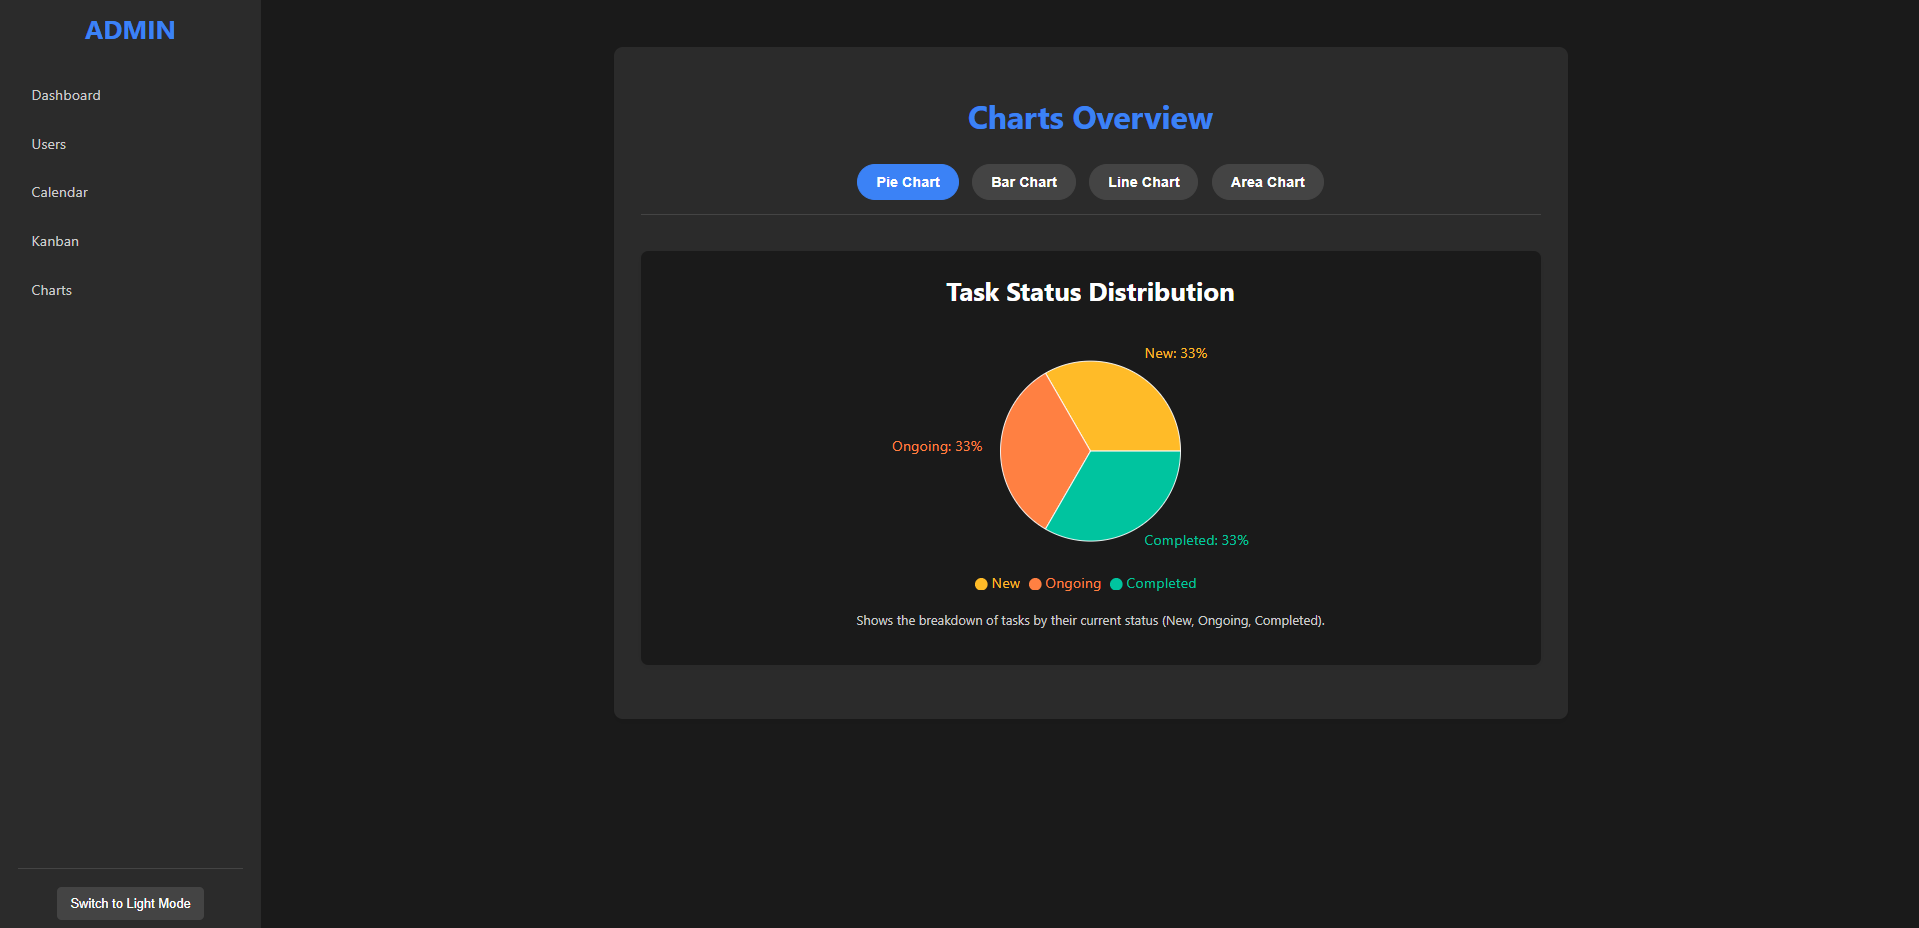 ADMIN
Dashboard
Users
Calendar
Kanban
Charts
Switch to Light Mode
Charts Overview
Pie Chart
Bar Chart
Line Chart
Area Chart
Task Status Distribution
New: 33%
Ongoing: 33%
Completed: 33%
New Ongoing Completed
Shows the breakdown of tasks by their current status (New, Ongoing, Completed).